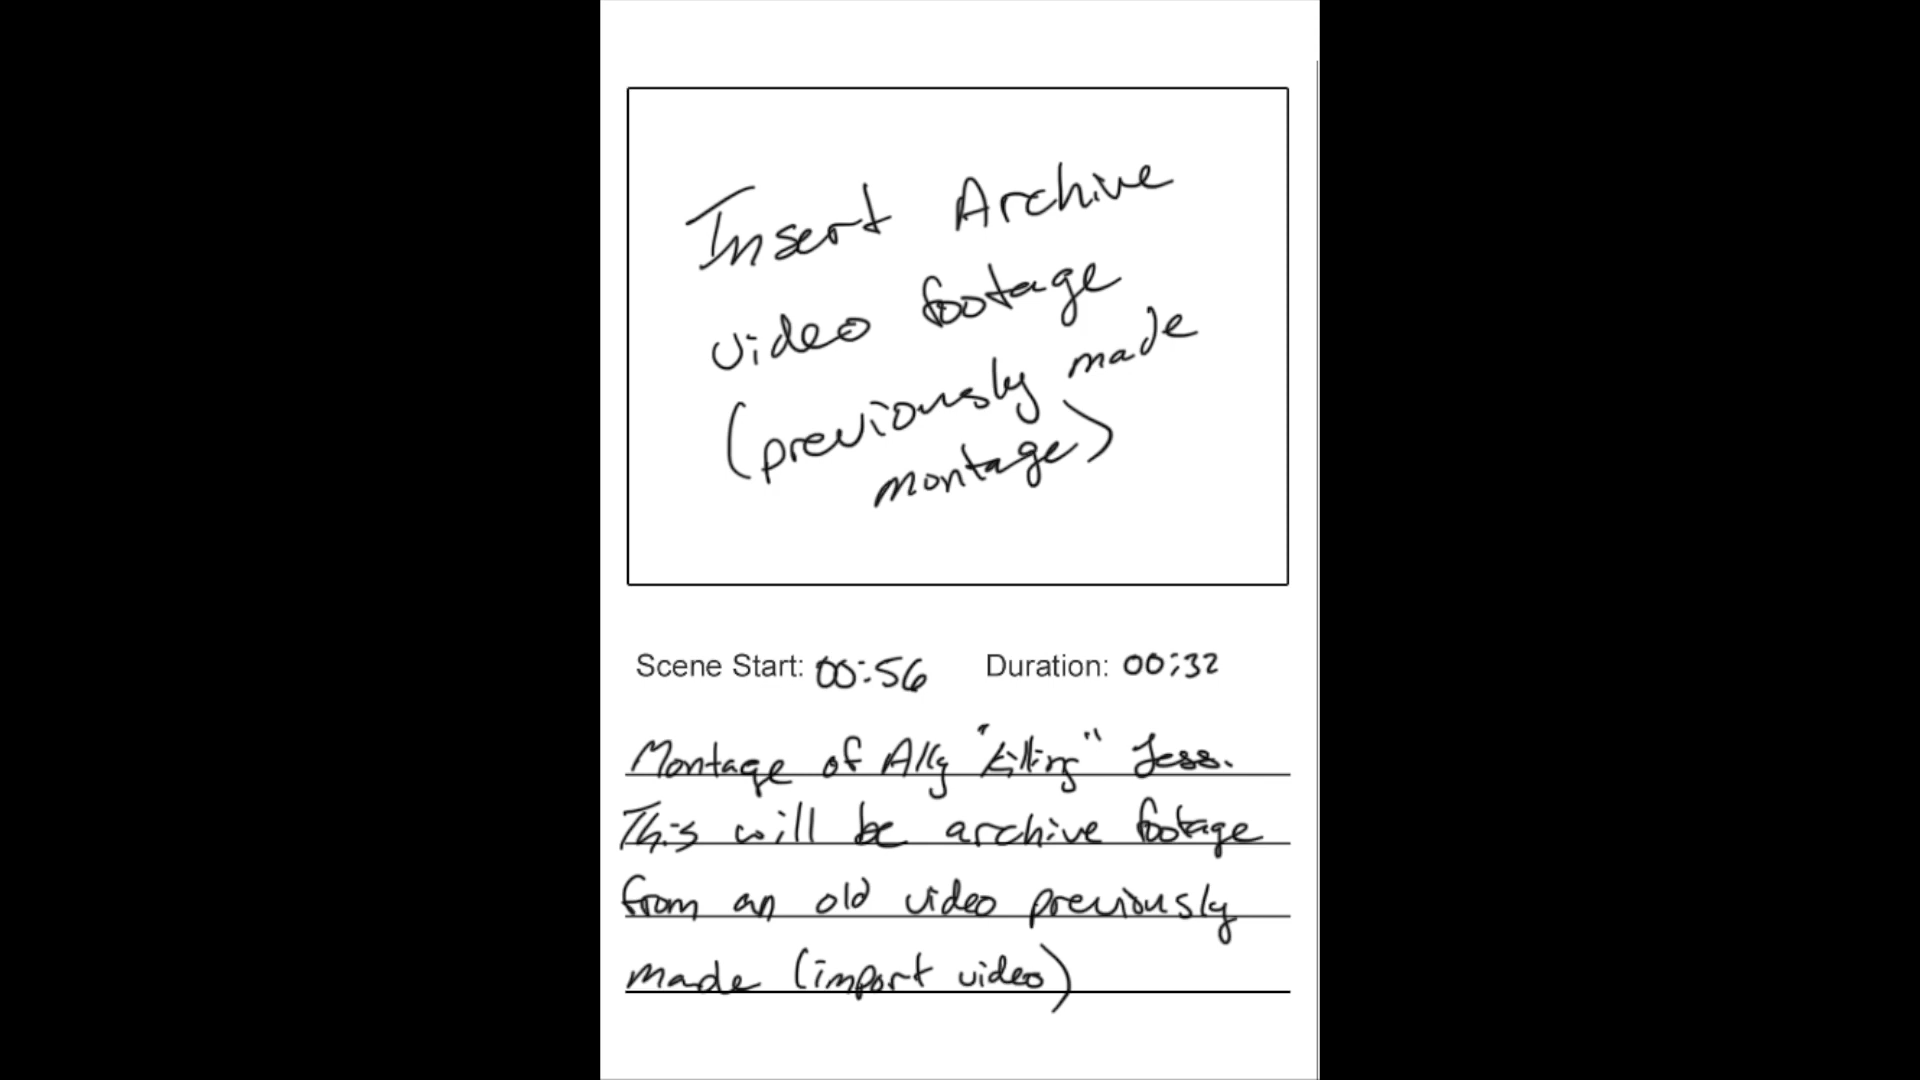 Insert Archive
video footage
(previously made
montage)
Scene Start: 00:56 Duration: 00:32
Montage of Ally "killing" Jess.
This will be archive footage
from an old video previously
made (import video)